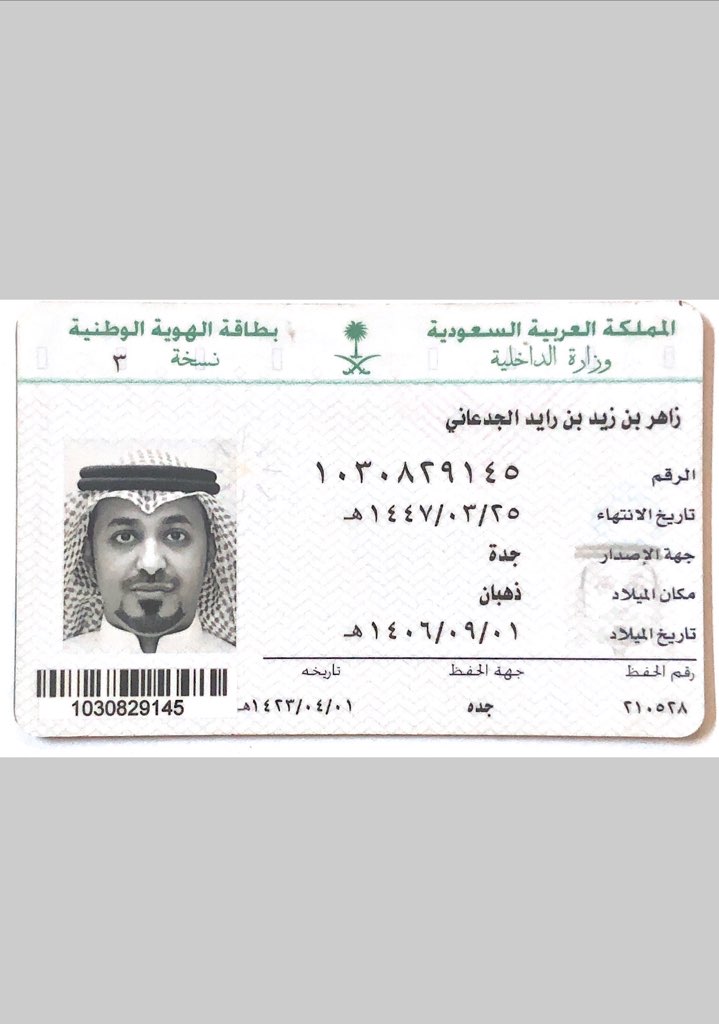 المملكة العربية السعودية
وزارة الداخلية
بطاقة الهوية الوطنية
نسخة ٣
زاهر بن زيد بن رايد الجدعاني
الرقم ١٠٣٠٨٢٩١٤٥
تاريخ الانتهاء ١٤٤٧/٠٣/٢٥هـ
جهة الإصدار جدة
مكان الميلاد ذهبان
تاريخ الميلاد ١٤٠٦/٠٩/٠١هـ
رقم الحفظ جهة الحفظ تاريخه
٢١٠٥٢٨ جده ١٤٢٣/٠٤/٠١هـ
1030829145